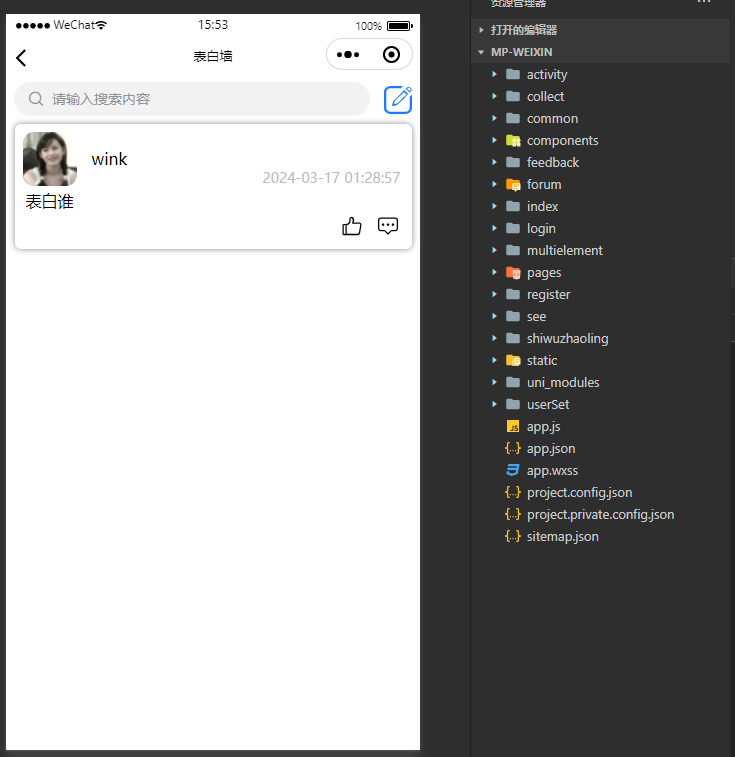 WeChat 15:53 100%
表白墙
请输入搜索内容
wink
2024-03-17 01:28:57
表白谁
资源管理器 ···
打开的编辑器
MP-WEIXIN
activity
collect
common
components
feedback
forum
index
login
multielement
pages
register
see
shiwuzhaoling
static
uni_modules
userSet
JS app.js
{..} app.json
app.wxss
{..} project.config.json
{..} project.private.config.json
{..} sitemap.json